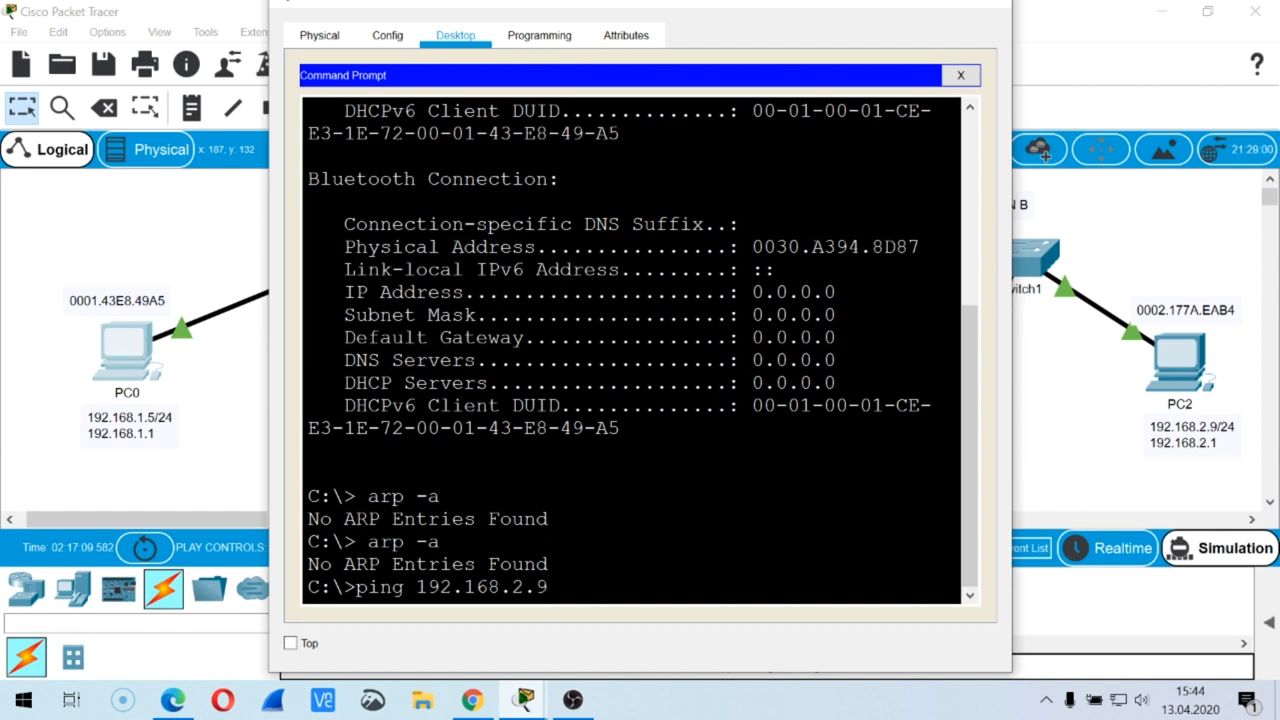 Cisco Packet Tracer
File Edit Options View Tools Exten
Physical Config Desktop Programming Attributes
Command Prompt
X
?
Logical
Physical
x: 187, y: 132
21:29:00
DHCPv6 Client DUID...............: 00-01-00-01-CE-
E3-1E-72-00-01-43-E8-49-A5
Bluetooth Connection:
Connection-specific DNS Suffix..:
Physical Address................: 0030.A394.8D87
Link-local IPv6 Address.........: ::
IP Address......................: 0.0.0.0
Subnet Mask.....................: 0.0.0.0
Default Gateway.................: 0.0.0.0
DNS Servers.....................: 0.0.0.0
DHCP Servers....................: 0.0.0.0
DHCPv6 Client DUID..............: 00-01-00-01-CE-
E3-1E-72-00-01-43-E8-49-A5
C:\> arp -a
No ARP Entries Found
C:\> arp -a
No ARP Entries Found
C:\>ping 192.168.2.9
0001.43E8.49A5
PC0
192.168.1.5/24
192.168.1.1
N B
witch1
0002.177A.EAB4
PC2
192.168.2.9/24
192.168.2.1
Time: 02:17:09.582
PLAY CONTROLS:
ent List
Realtime
Simulation
Top
15:44
13.04.2020
1